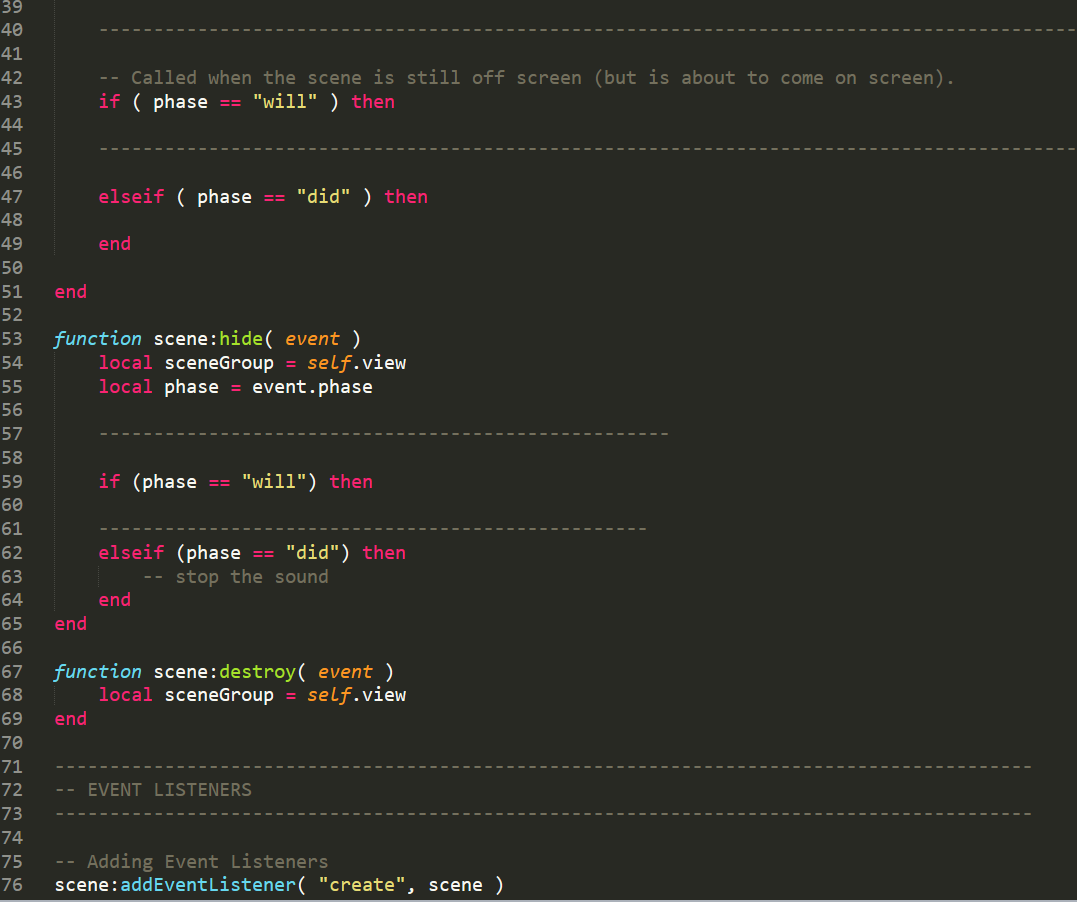 39
40 -----------------------------------------------------------------------------------------
41
42 -- Called when the scene is still off screen (but is about to come on screen).
43 if ( phase == "will" ) then
44
45 -----------------------------------------------------------------------------------------
46
47 elseif ( phase == "did" ) then
48
49 end
50
51 end
52
53 function scene:hide( event )
54 local sceneGroup = self.view
55 local phase = event.phase
56
57 ----------------------------------------------------
58
59 if (phase == "will") then
60
61 --------------------------------------------------
62 elseif (phase == "did") then
63 -- stop the sound
64 end
65 end
66
67 function scene:destroy( event )
68 local sceneGroup = self.view
69 end
70
71 -----------------------------------------------------------------------------------------
72 -- EVENT LISTENERS
73 -----------------------------------------------------------------------------------------
74
75 -- Adding Event Listeners
76 scene:addEventListener( "create", scene )